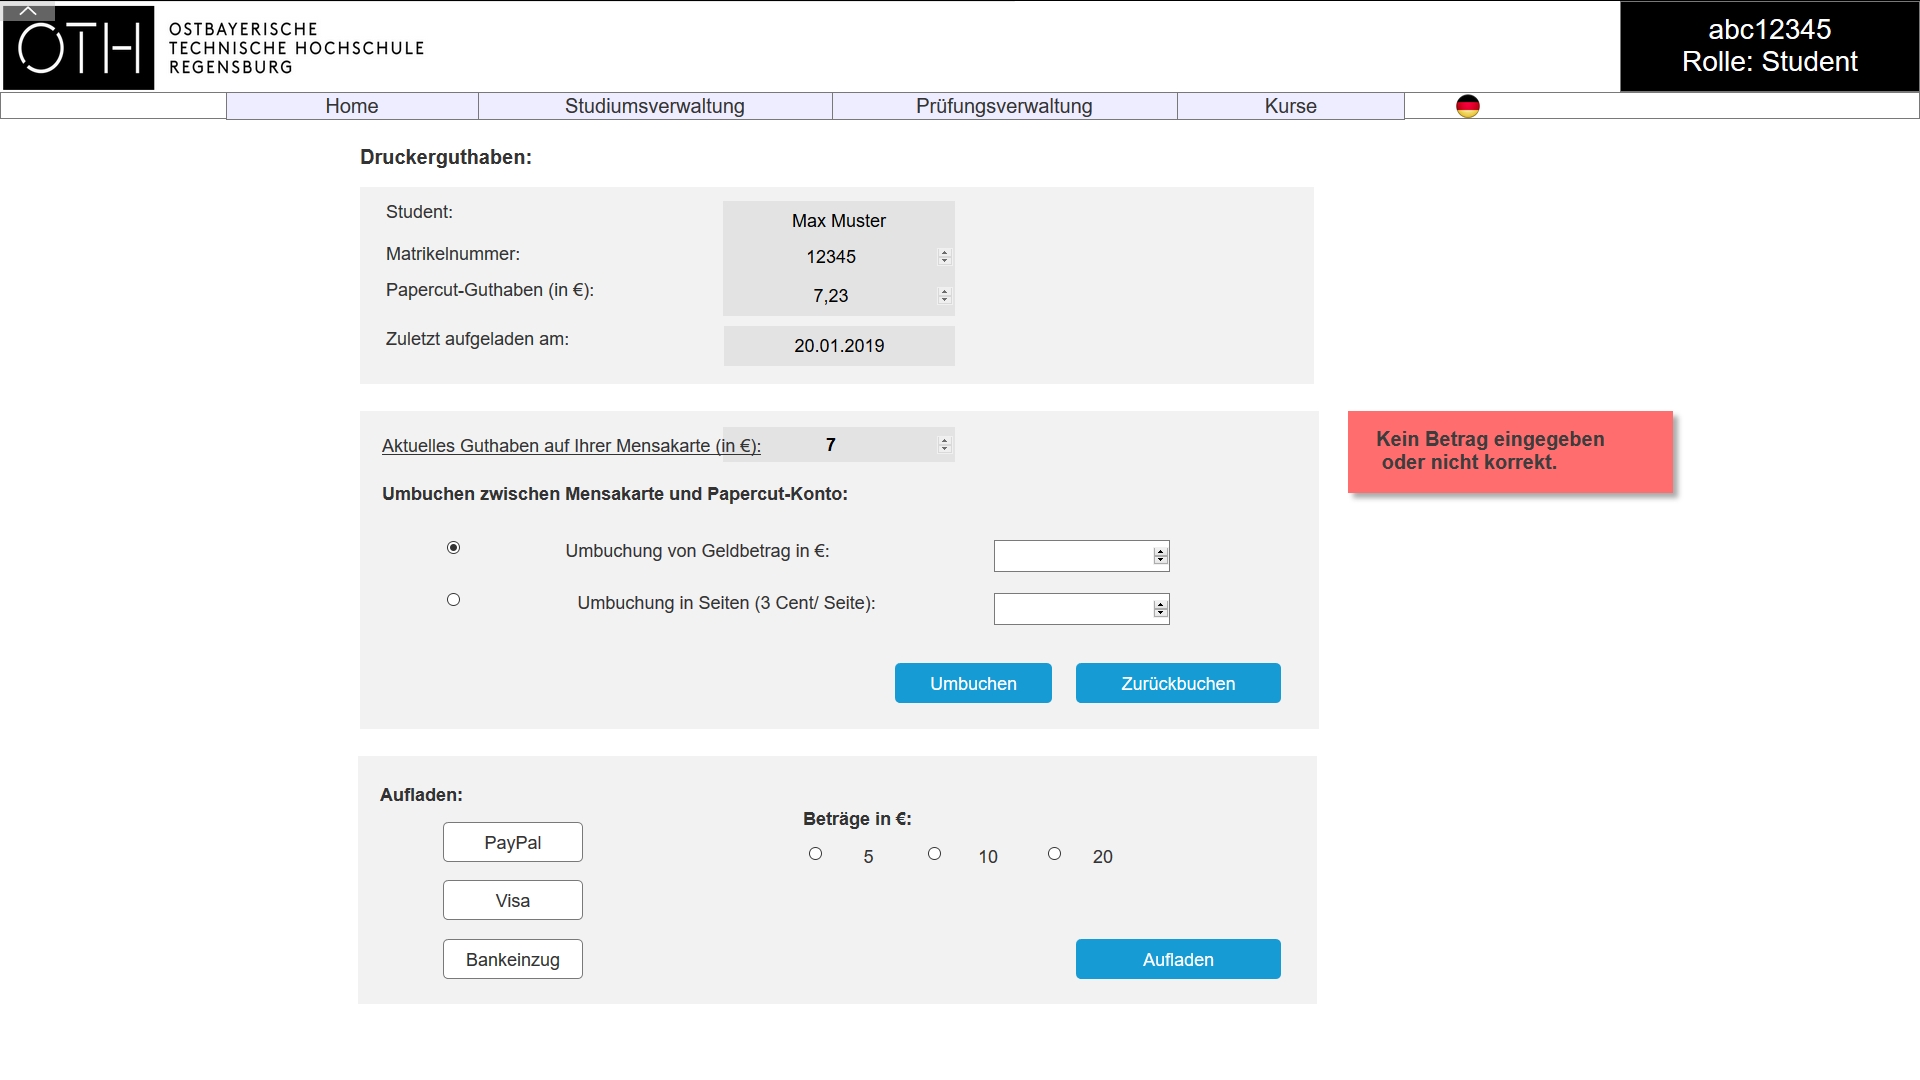 OTH
OSTBAYERISCHE
TECHNISCHE HOCHSCHULE
REGENSBURG
abc12345
Rolle: Student
Home
Studiumsverwaltung
Prüfungsverwaltung
Kurse
Druckerguthaben:
Student:
Max Muster
Matrikelnummer:
12345
Papercut-Guthaben (in €):
7,23
Zuletzt aufgeladen am:
20.01.2019
Aktuelles Guthaben auf Ihrer Mensakarte (in €):
7
Kein Betrag eingegeben
oder nicht korrekt.
Umbuchen zwischen Mensakarte und Papercut-Konto:
Umbuchung von Geldbetrag in €:
Umbuchung in Seiten (3 Cent/ Seite):
Umbuchen
Zurückbuchen
Aufladen:
Beträge in €:
PayPal
5
10
20
Visa
Bankeinzug
Aufladen